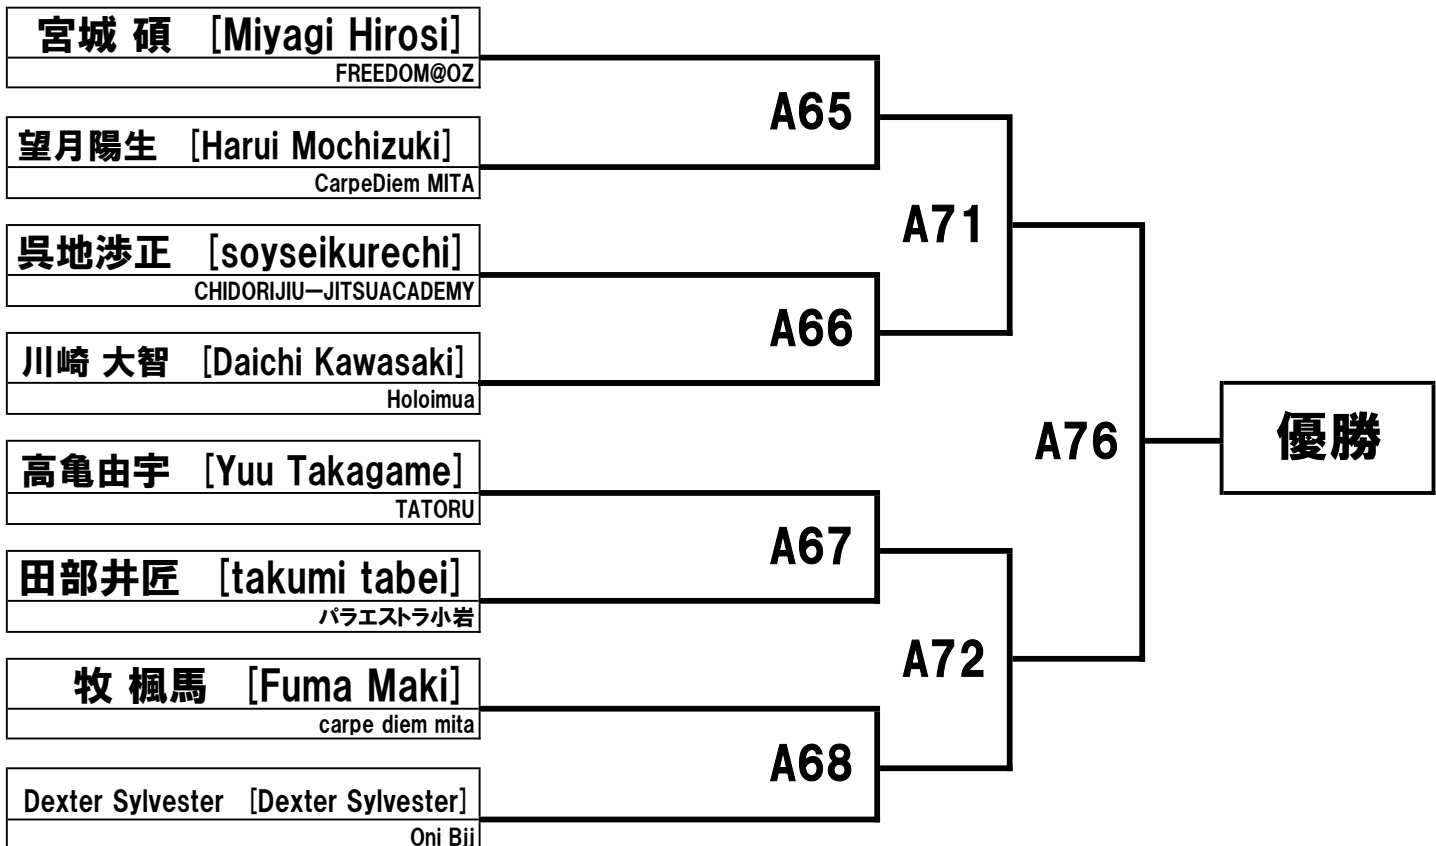 宮城 碩 [Miyagi Hirosi]
FREEDOM@OZ
A65
望月陽生 [Harui Mochizuki]
CarpeDiem MITA
A71
呉地渉正 [soyseikurechi]
CHIDORIJIU－JITSUACADEMY
A66
川崎 大智 [Daichi Kawasaki]
Holoimua
A76
優勝
高亀由宇 [Yuu Takagame]
TATORU
A67
田部井匠 [takumi tabei]
パラエストラ小岩
A72
牧 楓馬 [Fuma Maki]
carpe diem mita
A68
Dexter Sylvester [Dexter Sylvester]
Oni Bjj